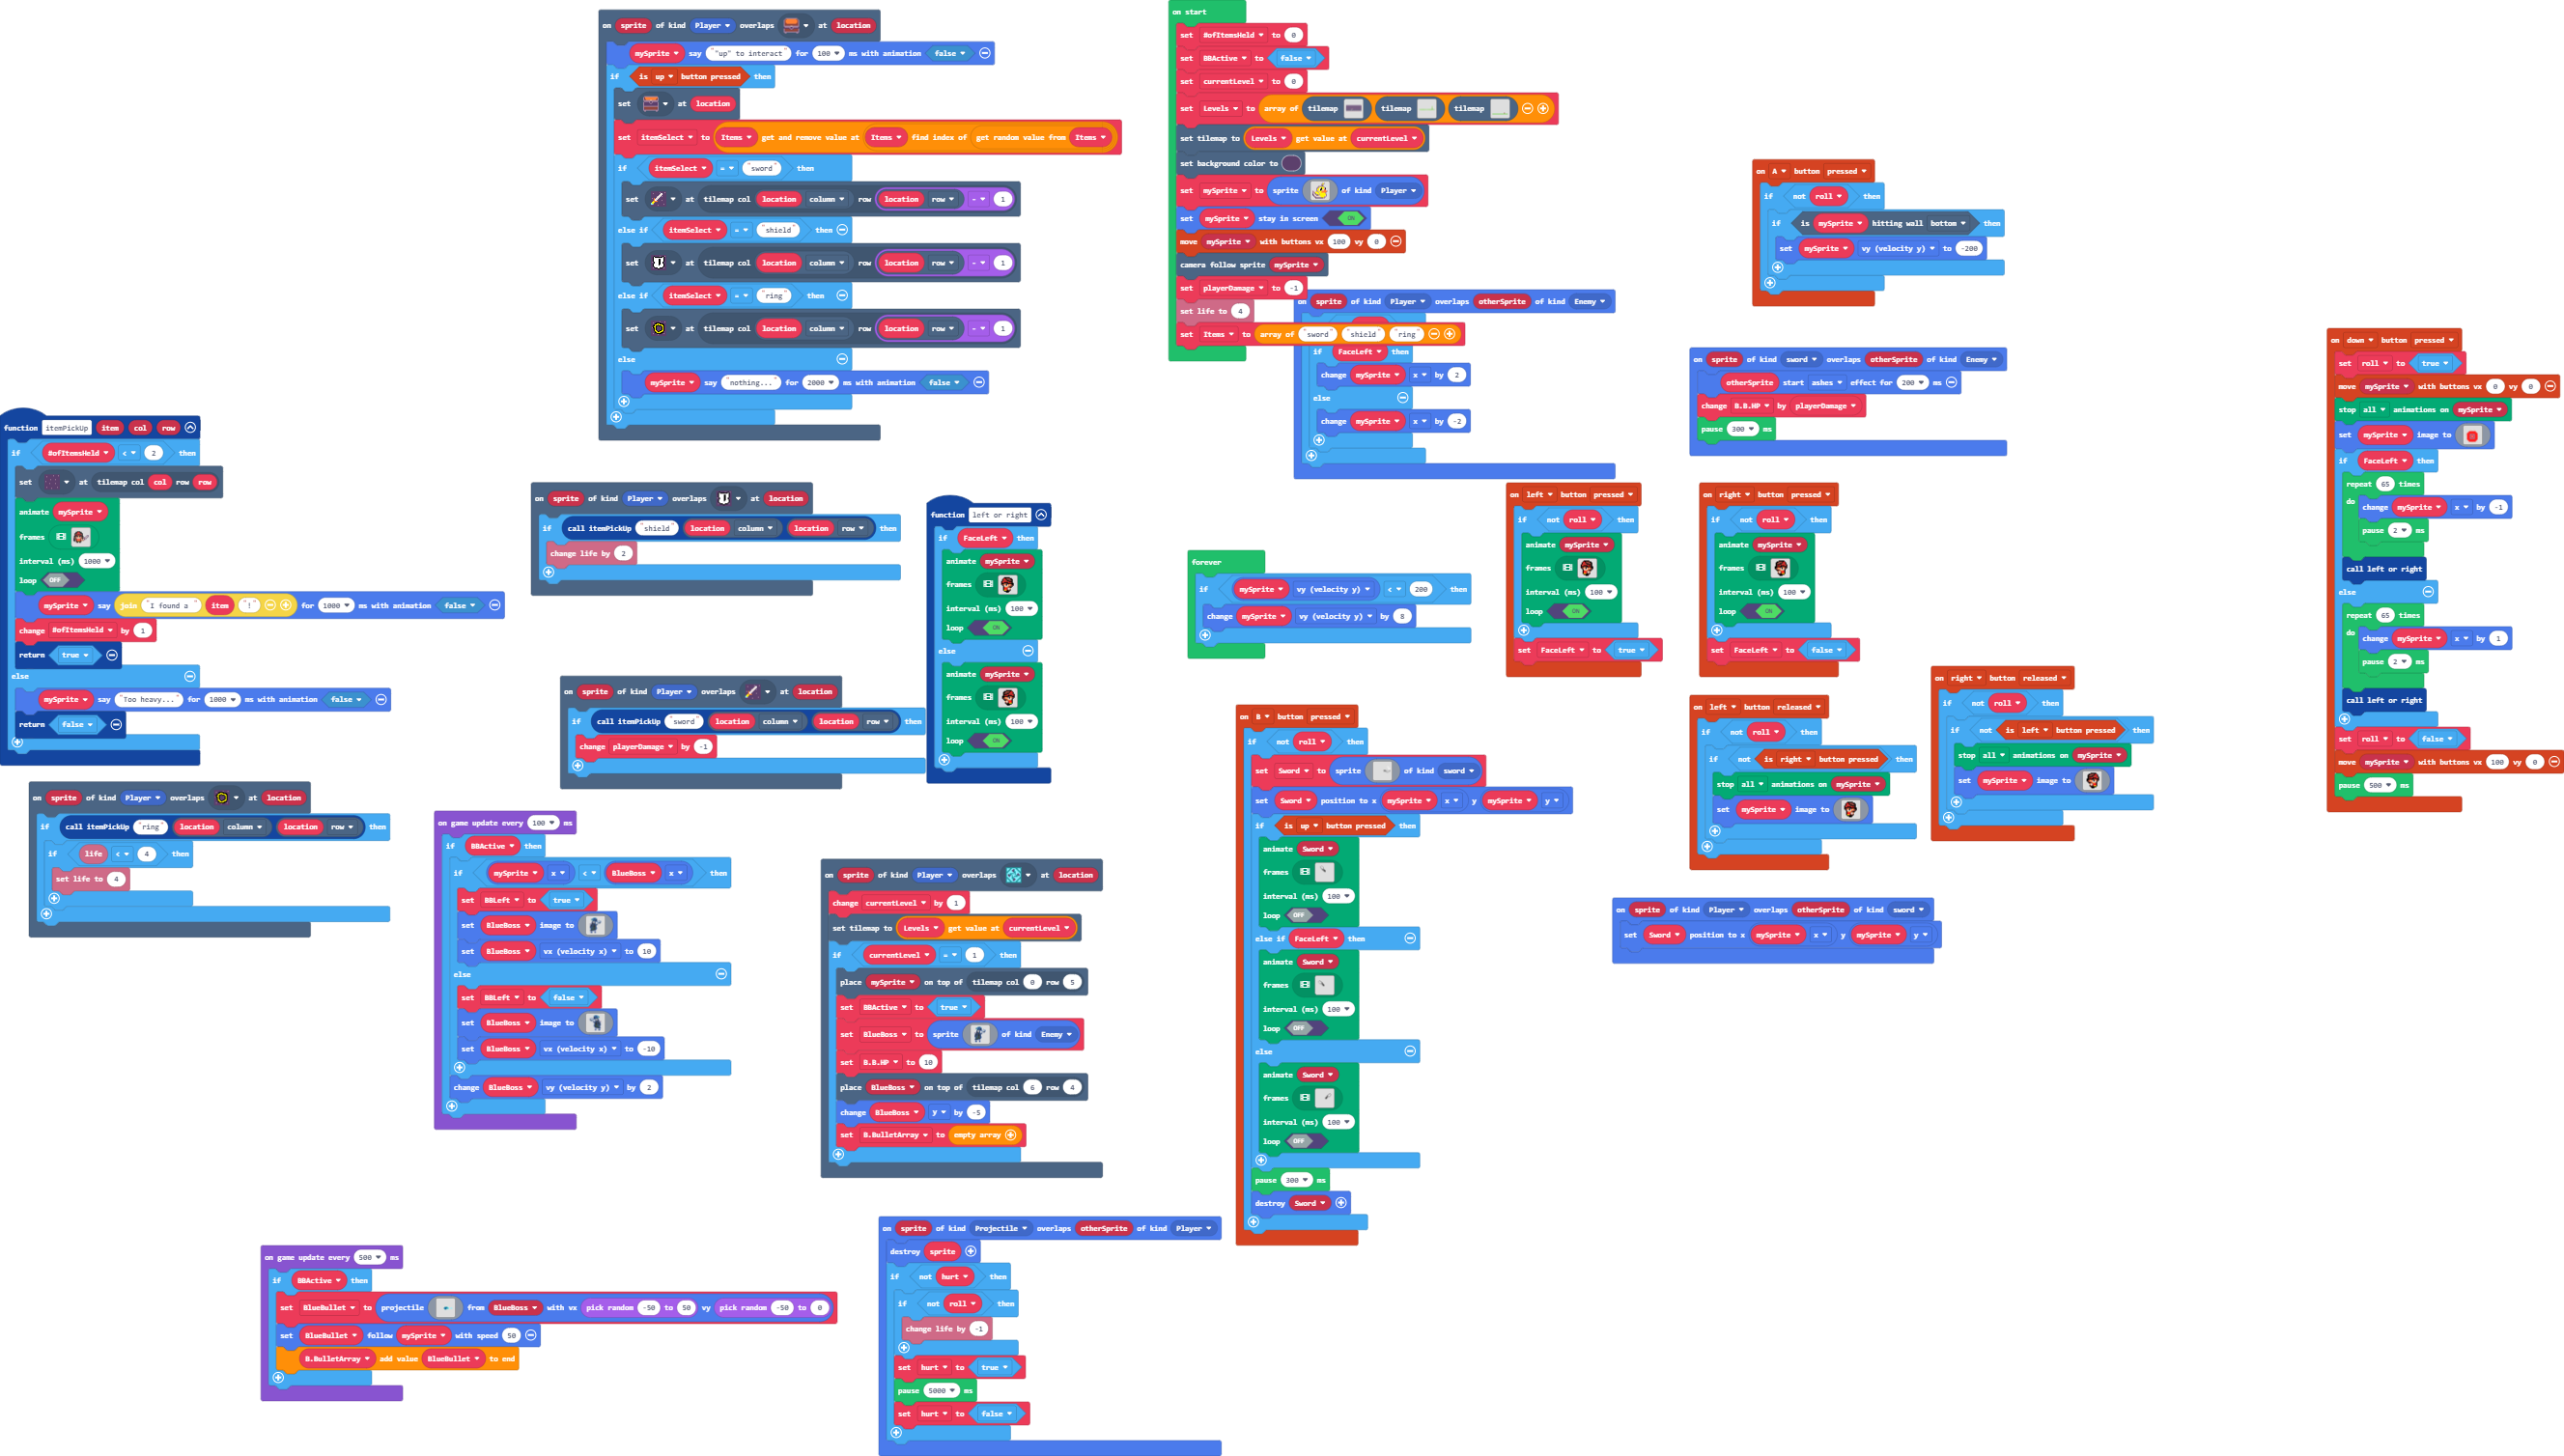 on sprite of kind Player overlaps at location
mySprite say "up" to interact for 100 ms with animation false
if is up button pressed then
set at location
set itemSelect to Items get and remove value at Items find index of get random value from Items
if itemSelect = sword then
set at tilemap col location column row location row - 1
else if itemSelect = shield then
set at tilemap col location column row location row - 1
else if itemSelect = ring then
set at tilemap col location column row location row - 1
else
mySprite say nothing... for 2000 ms with animation false
on start
set #ofItemsHeld to 0
set BBActive to false
set currentLevel to 0
set Levels to array of tilemap tilemap tilemap
set tilemap to Levels get value at currentLevel
set background color to
set mySprite to sprite of kind Player
set mySprite stay in screen ON
move mySprite with buttons vx 100 vy 0
camera follow sprite mySprite
set playerDamage to -1
set life to 4
set Items to array of sword shield ring
on sprite of kind Player overlaps otherSprite of kind Enemy
if FaceLeft then
change mySprite x by 2
else
change mySprite x by -2
on A button pressed
if not roll then
if is mySprite hitting wall bottom then
set mySprite vy (velocity y) to -200
on sprite of kind sword overlaps otherSprite of kind Enemy
otherSprite start ashes effect for 200 ms
change B.B.HP by playerDamage
pause 300 ms
on down button pressed
set roll to true
move mySprite with buttons vx 0 vy 0
stop all animations on mySprite
set mySprite image to
if FaceLeft then
repeat 65 times
do change mySprite x by -1
pause 2 ms
call left or right
else
repeat 65 times
do change mySprite x by 1
pause 2 ms
call left or right
set roll to false
move mySprite with buttons vx 100 vy 0
pause 500 ms
function itemPickUp item col row
if #ofItemsHeld < 2 then
set at tilemap col col row row
animate mySprite
frames
interval (ms) 1000
loop OFF
mySprite say join I found a item ! for 1000 ms with animation false
change #ofItemsHeld by 1
return true
else
mySprite say Too heavy... for 1000 ms with animation false
return false
on sprite of kind Player overlaps at location
if call itemPickUp shield location column location row then
change life by 2
function left or right
if FaceLeft then
animate mySprite
frames
interval (ms) 100
loop ON
else
animate mySprite
frames
interval (ms) 100
loop ON
on sprite of kind Player overlaps at location
if call itemPickUp sword location column location row then
change playerDamage by -1
forever
if mySprite vy (velocity y) < 200 then
change mySprite vy (velocity y) by 8
on left button pressed
if not roll then
animate mySprite
frames
interval (ms) 100
loop ON
set FaceLeft to true
on right button pressed
if not roll then
animate mySprite
frames
interval (ms) 100
loop ON
set FaceLeft to false
on left button released
if not roll then
if not is right button pressed then
stop all animations on mySprite
set mySprite image to
on right button released
if not roll then
if not is left button pressed then
stop all animations on mySprite
set mySprite image to
on B button pressed
if not roll then
set Sword to sprite of kind sword
set Sword position to x mySprite x y mySprite y
if is up button pressed then
animate Sword
frames
interval (ms) 100
loop OFF
else if FaceLeft then
animate Sword
frames
interval (ms) 100
loop OFF
else
animate Sword
frames
interval (ms) 100
loop OFF
pause 300 ms
destroy Sword
on sprite of kind Player overlaps otherSprite of kind sword
set Sword position to x mySprite x y mySprite y
on sprite of kind Player overlaps at location
if call itemPickUp ring location column location row then
if life < 4 then
set life to 4
on game update every 100 ms
if BBActive then
if mySprite x < BlueBoss x then
set BBLeft to true
set BlueBoss image to
set BlueBoss vx (velocity x) to 10
else
set BBLeft to false
set BlueBoss image to
set BlueBoss vx (velocity x) to -10
change BlueBoss vy (velocity y) by 2
on sprite of kind Player overlaps at location
change currentLevel by 1
set tilemap to Levels get value at currentLevel
if currentLevel = 1 then
place mySprite on top of tilemap col 0 row 5
set BBActive to true
set BlueBoss to sprite of kind Enemy
set B.B.HP to 10
place BlueBoss on top of tilemap col 6 row 4
change BlueBoss y by -5
set B.BulletArray to empty array
on game update every 500 ms
if BBActive then
set BlueBullet to projectile from BlueBoss with vx pick random -50 to 50 vy pick random -50 to 0
set BlueBullet follow mySprite with speed 50
B.BulletArray add value BlueBullet to end
on sprite of kind Projectile overlaps otherSprite of kind Player
destroy sprite
if not hurt then
if not roll then
change life by -1
set hurt to true
pause 5000 ms
set hurt to false